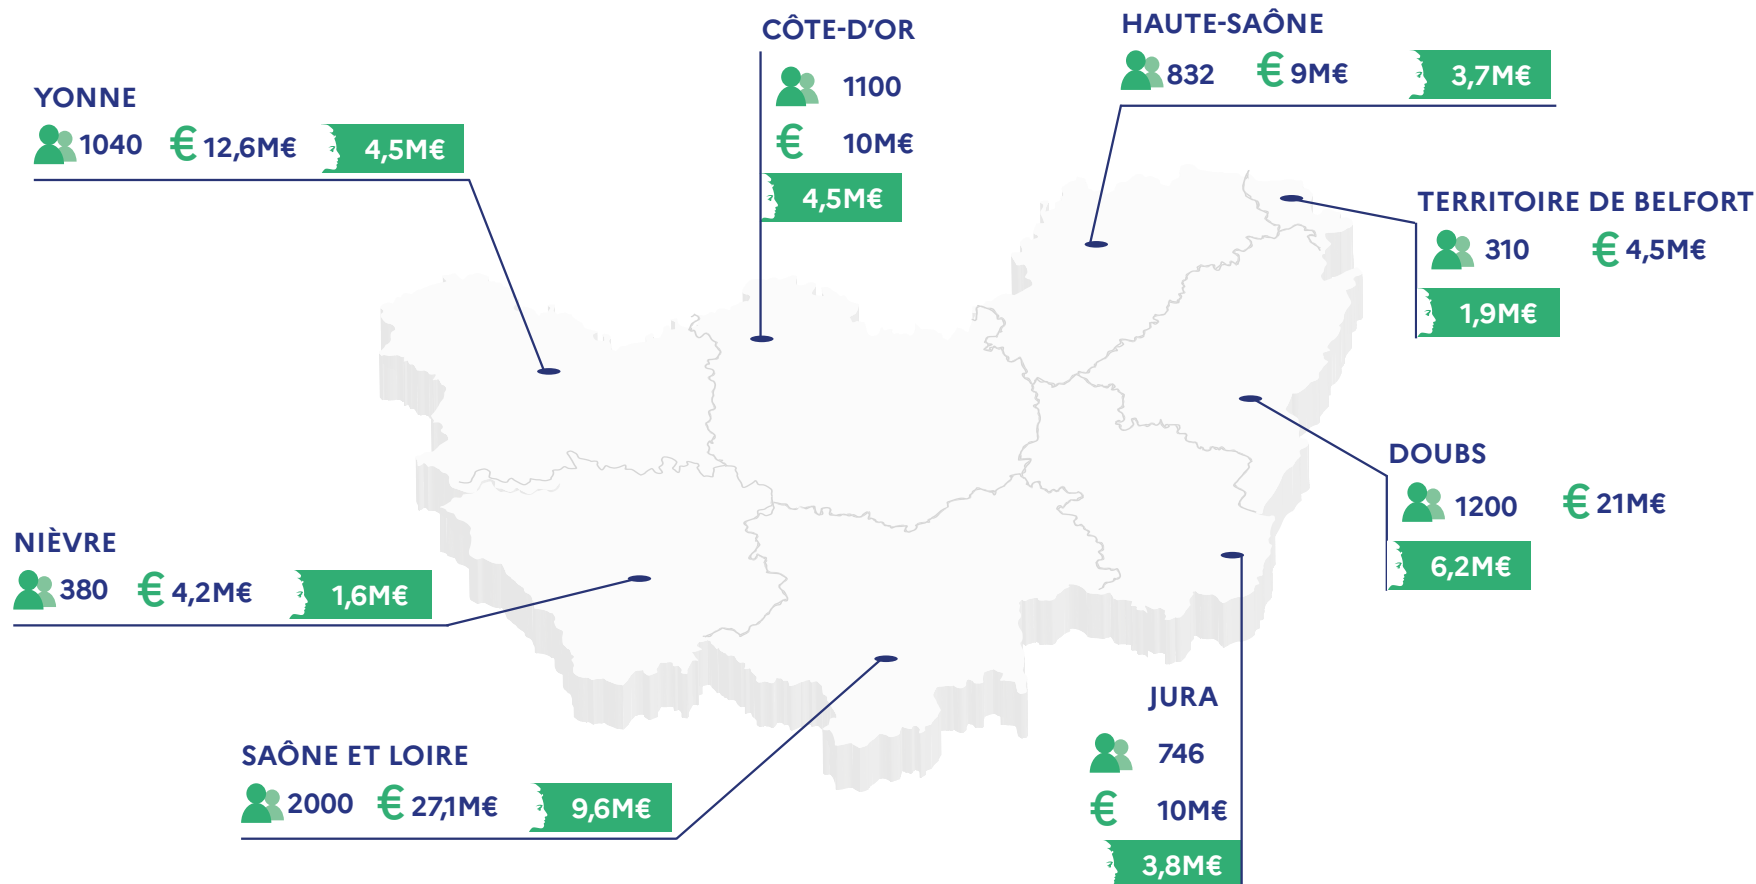 CÔTE-D'OR
1100
€ 10M€
4,5M€
HAUTE-SAÔNE
832 € 9M€ 3,7M€
YONNE
1040 € 12,6M€ 4,5M€
TERRITOIRE DE BELFORT
310 € 4,5M€
1,9M€
DOUBS
1200 € 21M€
6,2M€
NIÈVRE
380 € 4,2M€ 1,6M€
JURA
746
€ 10M€
3,8M€
SAÔNE ET LOIRE
2000 € 27,1M€ 9,6M€